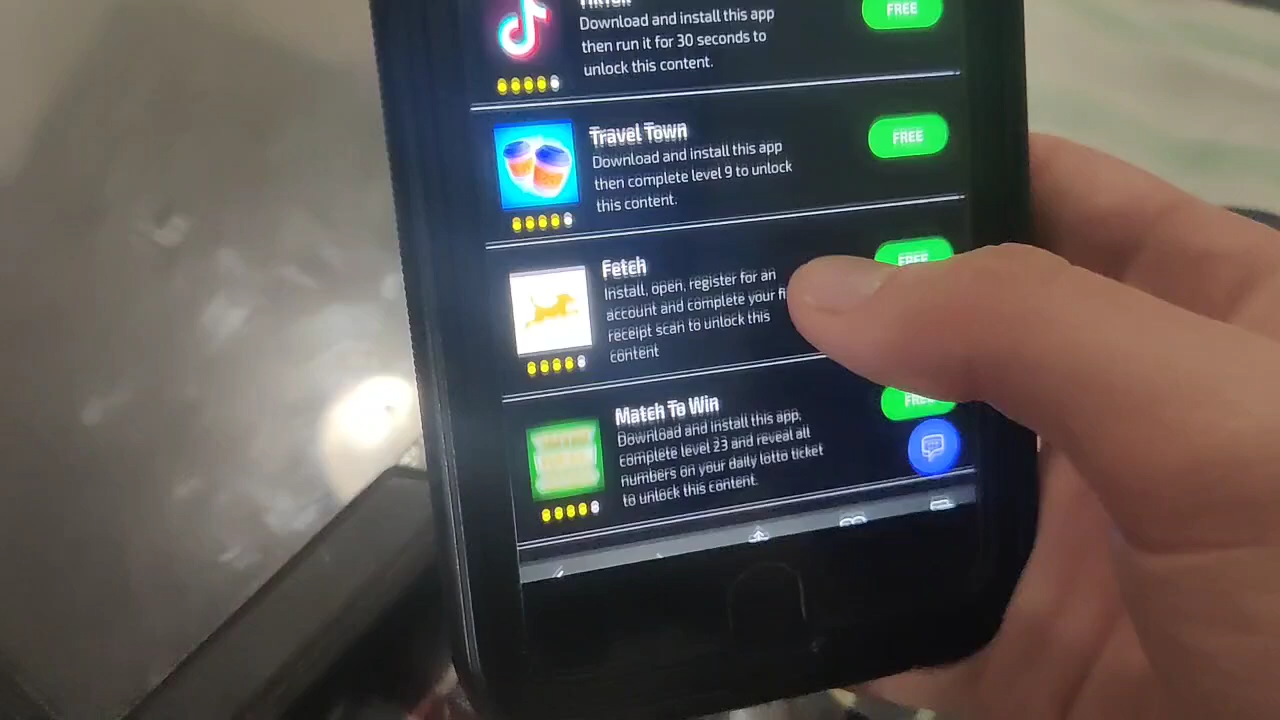 TikTok
Download and install this app
then run it for 30 seconds to
unlock this content.
FREE
Travel Town
Download and install this app
then complete level 9 to unlock
this content.
FREE
Fetch
Install, open, register for an
account and complete your
receipt scan to unlock this
content
FREE
Match To Win
Download and install this app,
complete level 23 and reveal all
numbers on your daily lotto ticket
to unlock this content.
FREE